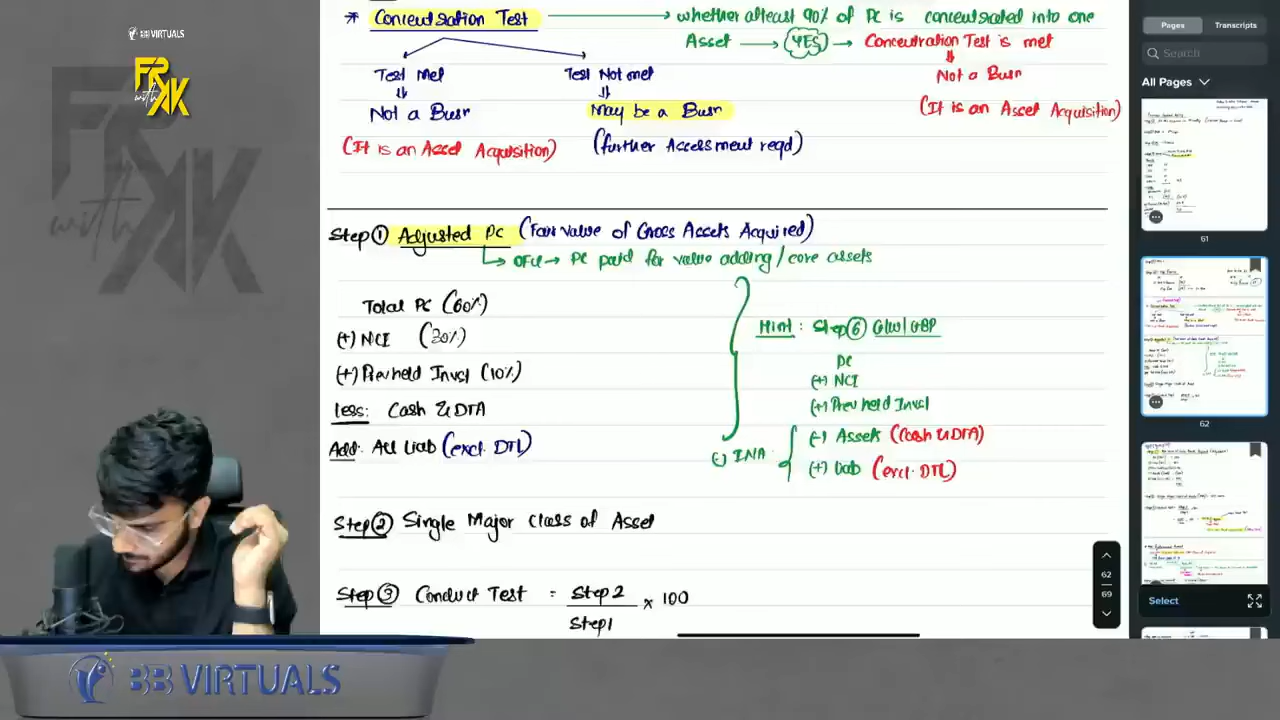 BB VIRTUALS
FR with AK
* Concentration Test → whether atleast 90% of PC is concentrated into one
Asset → YES → Concentration Test is met
Test Met
Test Not met
Not a Busn
Not a Busn
May be a Busn
(It is an Asset Acquisition)
(It is an Asset Acquisition)
(further Assessment reqd)
Step ① Adjusted PC (Fair Value of Gross Assets Acquired)
→ PC paid for value adding / core assets
Total PC (60%)
(+) NCI (30%)
(+) Prev held Invst (10%)
less: Cash & DTA
Add: All Liab (excl. DTL)
Hint: Step ⑥ G/W | GBP
PC
(+) NCI
(+) Prev held Invst
(-) INA
(-) Assets (Cash & DTA)
(+) Liab (excl. DTL)
Step ② Single Major Class of Asset
Step ③ Conduct Test = Step 2 / Step 1 × 100
Pages
Transcripts
Search
All Pages
61
62
62
69
Select
BB VIRTUALS